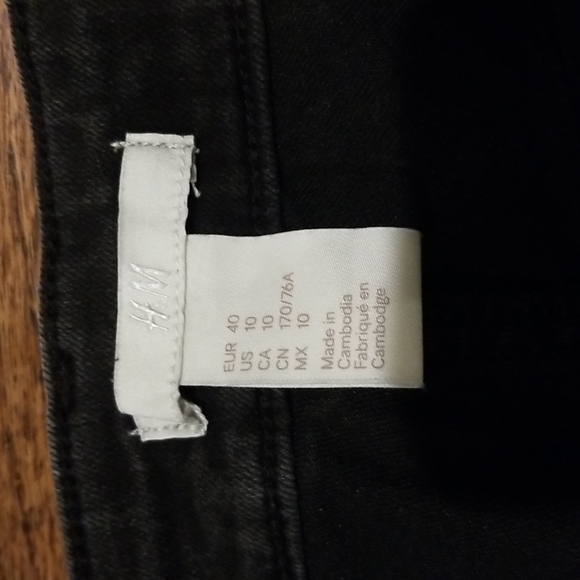 H&M
EUR 40
US 10
CA 10
CN 170/76A
MX 10
Made in
Cambodia
Fabriqué en
Cambodge